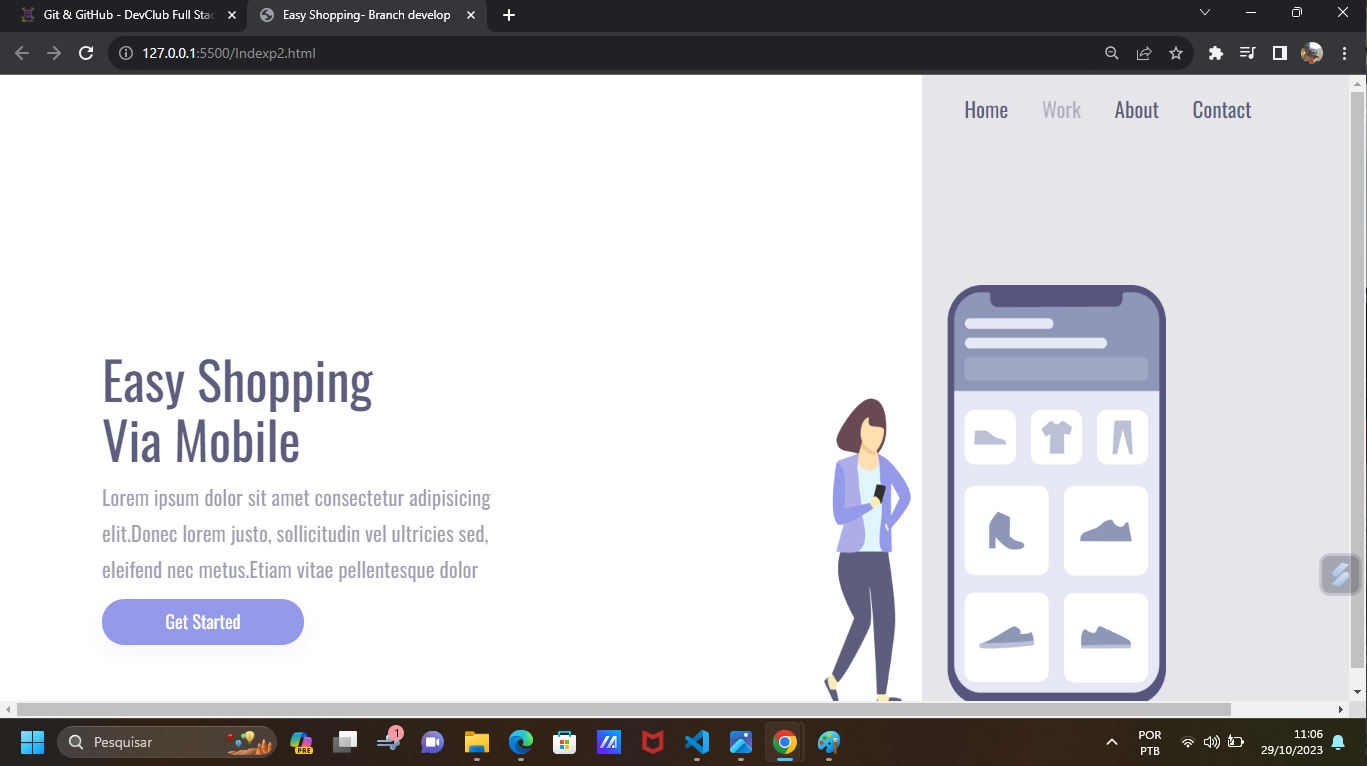 Git & GitHub - DevClub Full Stac
Easy Shopping- Branch develop
127.0.0.1:5500/Indexp2.html
Home Work About Contact
Easy Shopping
Via Mobile
Lorem ipsum dolor sit amet consectetur adipisicing
elit.Donec lorem justo, sollicitudin vel ultricies sed,
eleifend nec metus.Etiam vitae pellentesque dolor
Get Started
Pesquisar
PRE
1
POR
PTB
11:06
29/10/2023